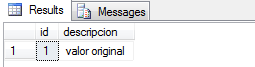 Results Messages
id descripcion
1 1 valor original